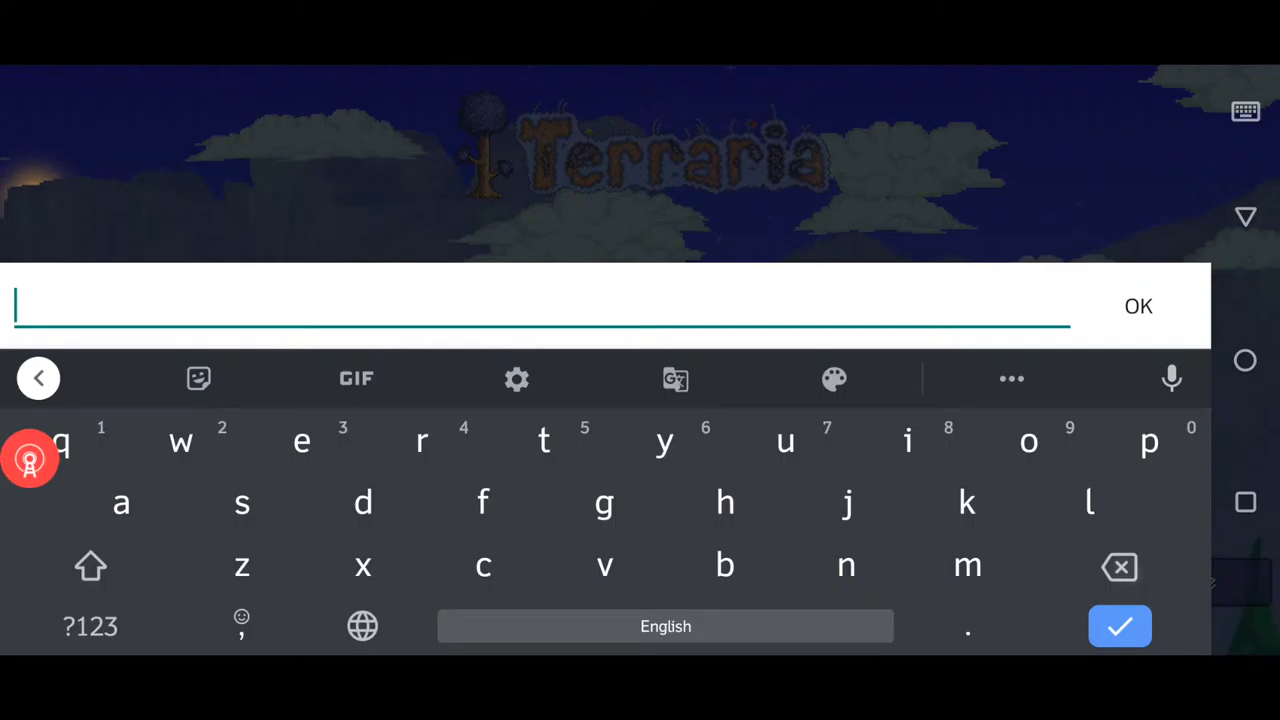 Terraria
OK
GIF
q 1 w 2 e 3 r 4 t 5 y 6 u 7 i 8 o 9 p 0
a s d f g h j k l
z x c v b n m
?123 , English .